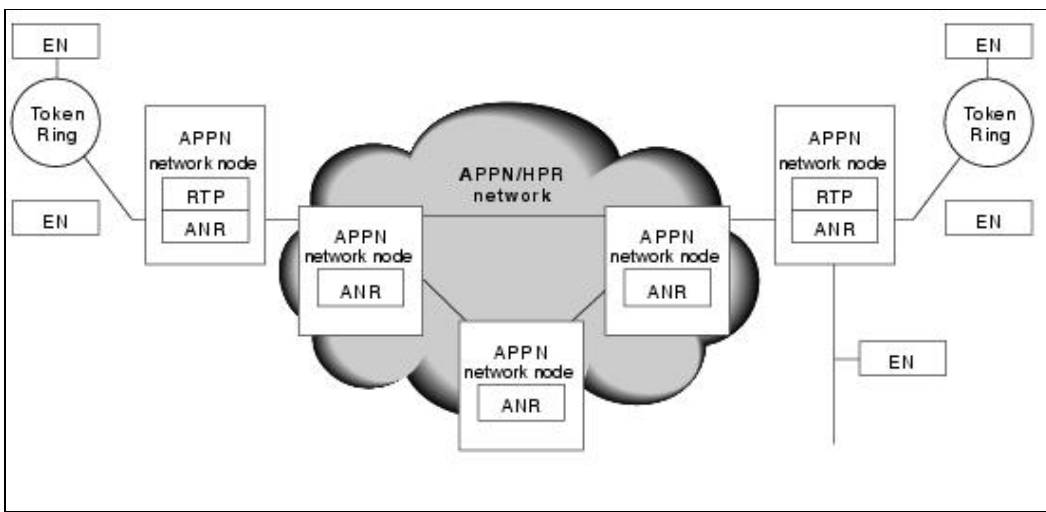 EN
Token
Ring
EN
APPN
network node
RTP
ANR
APPN/HPR
network
APPN
network node
ANR
APPN
network node
ANR
APPN
network node
ANR
APPN
network node
RTP
ANR
EN
Token
Ring
EN
EN